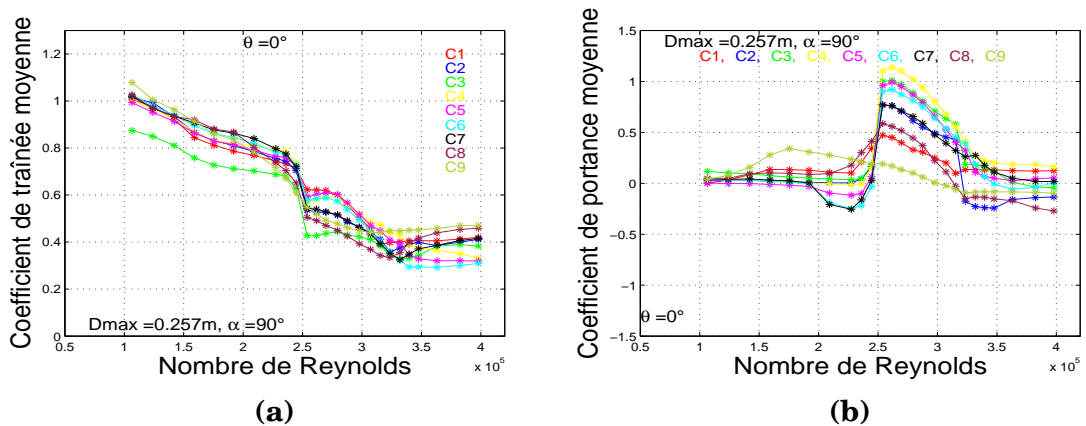 θ =0°
C1
C2
C3
C4
C5
C6
C7
C8
C9
Dmax =0.257m, α =90°
Coefficient de traînée moyenne
1.2
1
0.8
0.6
0.4
0.2
0
0.5 1 1.5 2 2.5 3 3.5 4
x 10⁵
Nombre de Reynolds
(a)
Dmax =0.257m, α =90°
C1, C2, C3, C4, C5, C6, C7, C8, C9
θ =0°
Coefficient de portance moyenne
1.5
1
0.5
0
−0.5
−1
−1.5
0.5 1 1.5 2 2.5 3 3.5 4
x 10⁵
Nombre de Reynolds
(b)